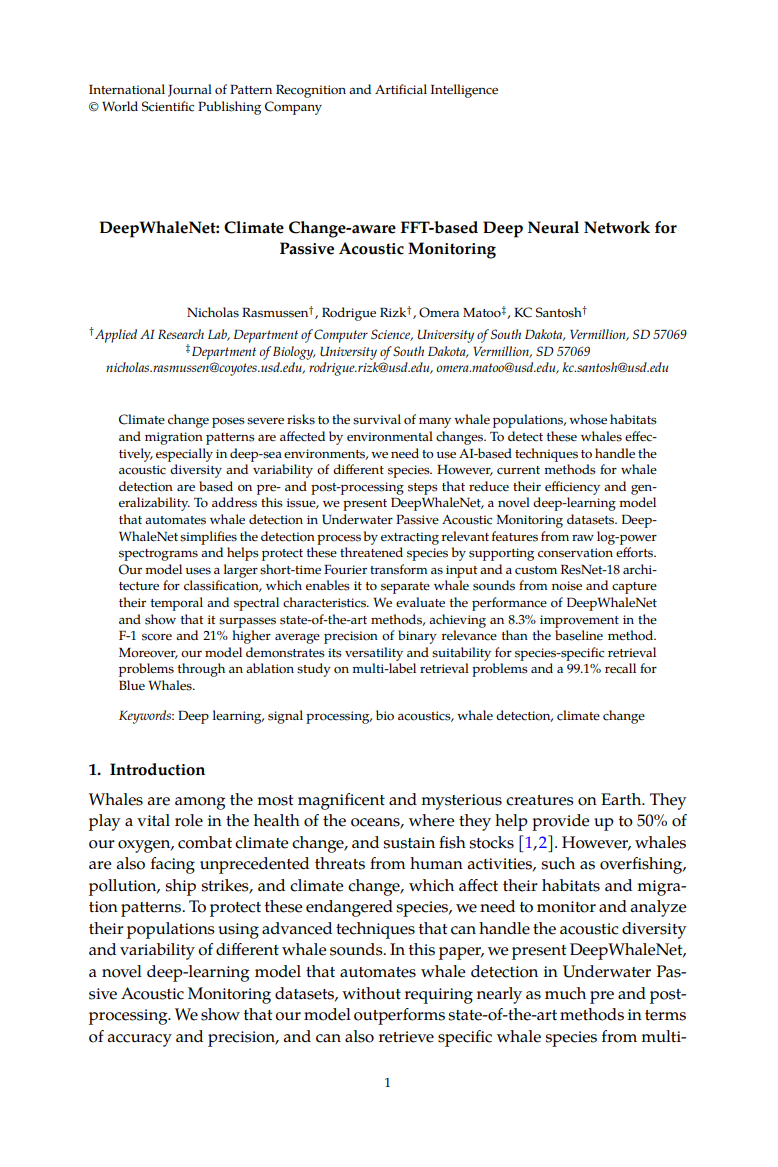 International Journal of Pattern Recognition and Artificial Intelligence
© World Scientific Publishing Company
DeepWhaleNet: Climate Change-aware FFT-based Deep Neural Network for
Passive Acoustic Monitoring
Nicholas Rasmussen†, Rodrigue Rizk†, Omera Matoo‡, KC Santosh†
†Applied AI Research Lab, Department of Computer Science, University of South Dakota, Vermillion, SD 57069
‡Department of Biology, University of South Dakota, Vermillion, SD 57069
nicholas.rasmussen@coyotes.usd.edu, rodrigue.rizk@usd.edu, omera.matoo@usd.edu, kc.santosh@usd.edu
Climate change poses severe risks to the survival of many whale populations, whose habitats
and migration patterns are affected by environmental changes. To detect these whales effec-
tively, especially in deep-sea environments, we need to use AI-based techniques to handle the
acoustic diversity and variability of different species. However, current methods for whale
detection are based on pre- and post-processing steps that reduce their efficiency and gen-
eralizability. To address this issue, we present DeepWhaleNet, a novel deep-learning model
that automates whale detection in Underwater Passive Acoustic Monitoring datasets. Deep-
WhaleNet simplifies the detection process by extracting relevant features from raw log-power
spectrograms and helps protect these threatened species by supporting conservation efforts.
Our model uses a larger short-time Fourier transform as input and a custom ResNet-18 archi-
tecture for classification, which enables it to separate whale sounds from noise and capture
their temporal and spectral characteristics. We evaluate the performance of DeepWhaleNet
and show that it surpasses state-of-the-art methods, achieving an 8.3% improvement in the
F-1 score and 21% higher average precision of binary relevance than the baseline method.
Moreover, our model demonstrates its versatility and suitability for species-specific retrieval
problems through an ablation study on multi-label retrieval problems and a 99.1% recall for
Blue Whales.
Keywords: Deep learning, signal processing, bio acoustics, whale detection, climate change
1. Introduction
Whales are among the most magnificent and mysterious creatures on Earth. They
play a vital role in the health of the oceans, where they help provide up to 50% of
our oxygen, combat climate change, and sustain fish stocks [1,2]. However, whales
are also facing unprecedented threats from human activities, such as overfishing,
pollution, ship strikes, and climate change, which affect their habitats and migra-
tion patterns. To protect these endangered species, we need to monitor and analyze
their populations using advanced techniques that can handle the acoustic diversity
and variability of different whale sounds. In this paper, we present DeepWhaleNet,
a novel deep-learning model that automates whale detection in Underwater Pas-
sive Acoustic Monitoring datasets, without requiring nearly as much pre and post-
processing. We show that our model outperforms state-of-the-art methods in terms
of accuracy and precision, and can also retrieve specific whale species from multi-
1